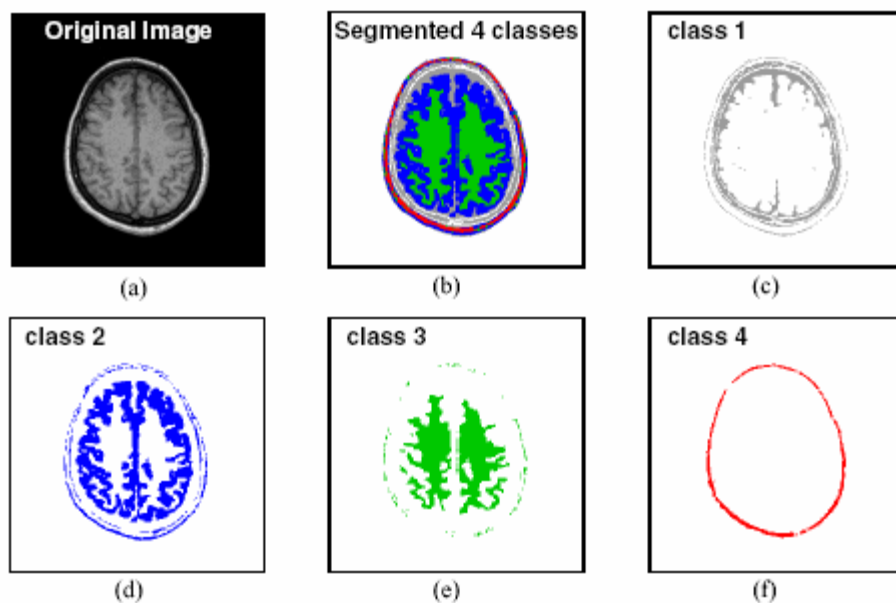 Original Image
Segmented 4 classes
class 1
(a)
(b)
(c)
class 2
class 3
class 4
(d)
(e)
(f)